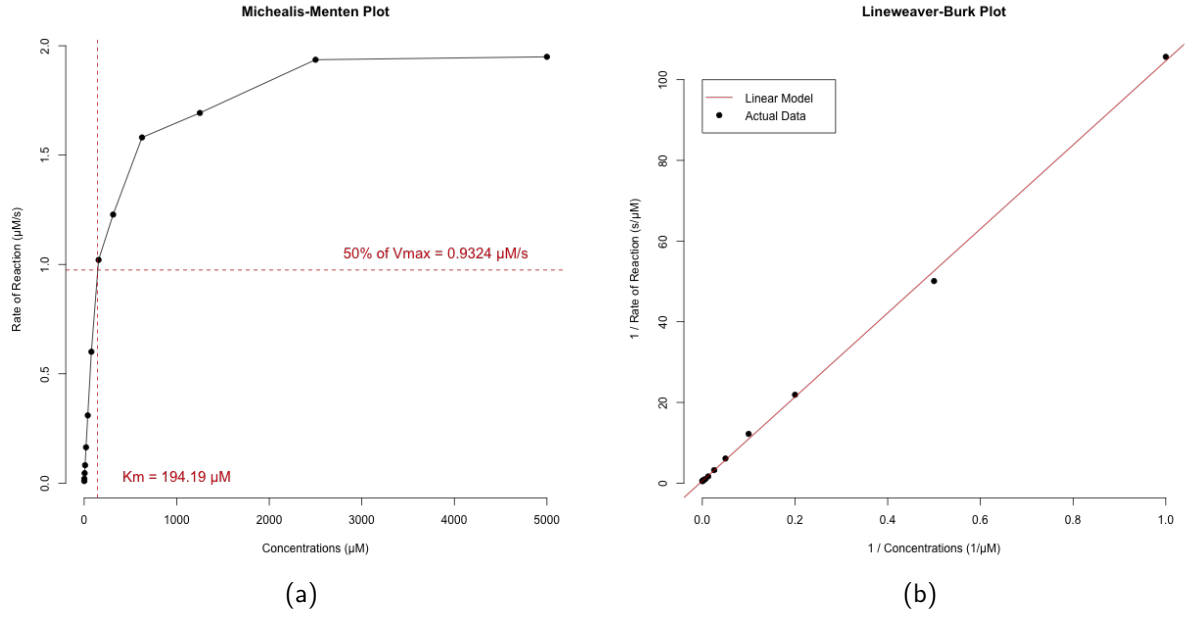 Michealis-Menten Plot
2.0
1.5
1.0
0.5
0.0
Rate of Reaction (µM/s)
50% of Vmax = 0.9324 µM/s
Km = 194.19 µM
0
1000
2000
3000
4000
5000
Concentrations (µM)
(a)
Lineweaver-Burk Plot
100
80
60
40
20
0
1 / Rate of Reaction (s/µM)
Linear Model
Actual Data
0.0
0.2
0.4
0.6
0.8
1.0
1 / Concentrations (1/µM)
(b)